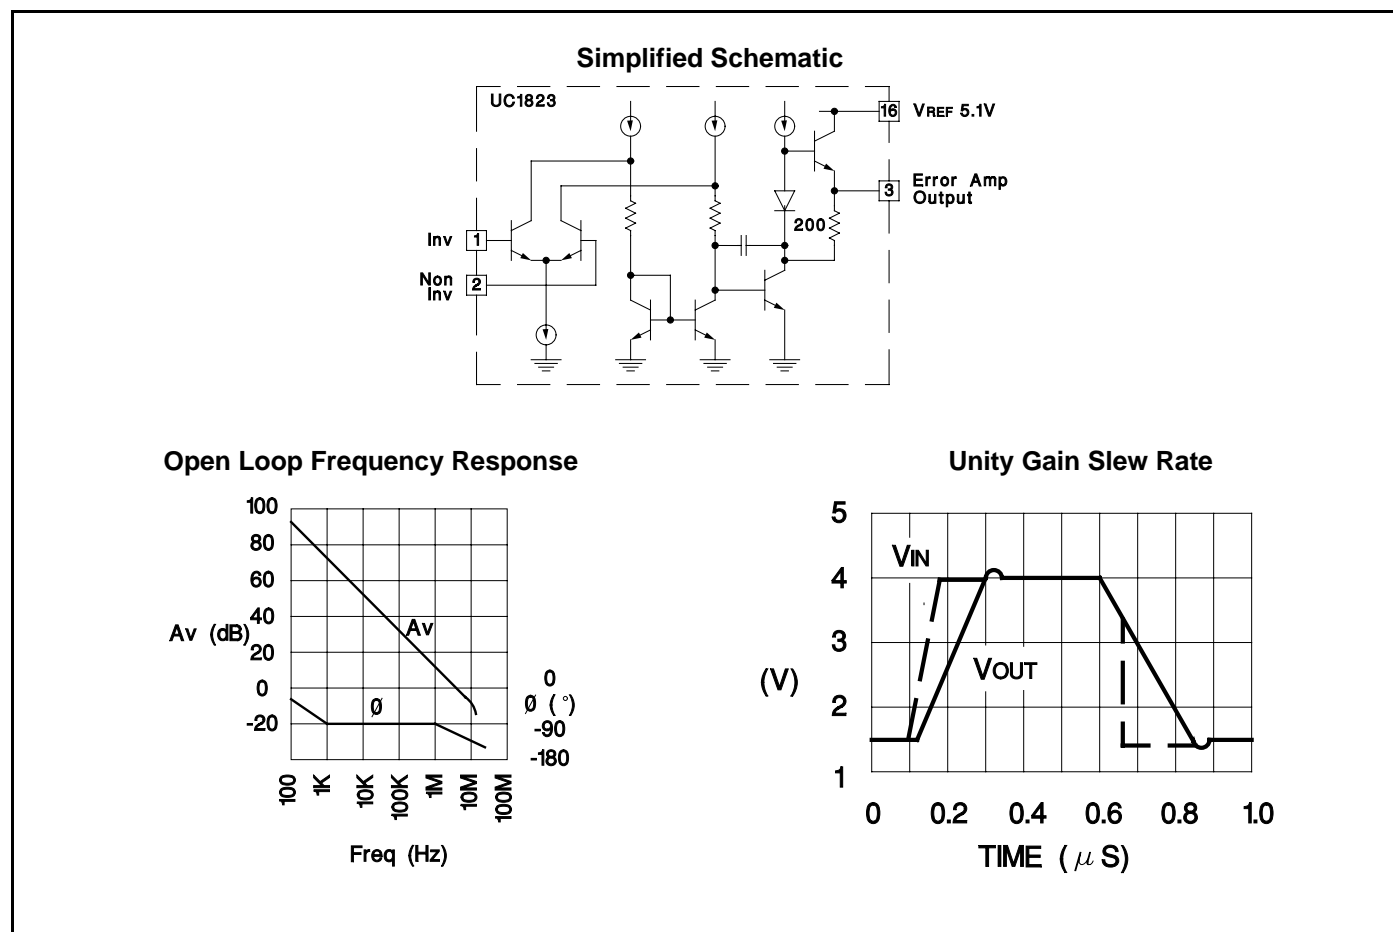 Simplified Schematic
UC1823
16 VREF 5.1V
3 Error Amp
Output
200
Inv 1
Non
Inv 2
Open Loop Frequency Response
100
80
60
40
Av (dB)
20
0
-20
Av
Ø
0
Ø (°)
-90
-180
100 1K 10K 100K 1M 10M 100M
Freq (Hz)
Unity Gain Slew Rate
5
4
3
(V)
2
1
VIN
VOUT
0 0.2 0.4 0.6 0.8 1.0
TIME (μS)